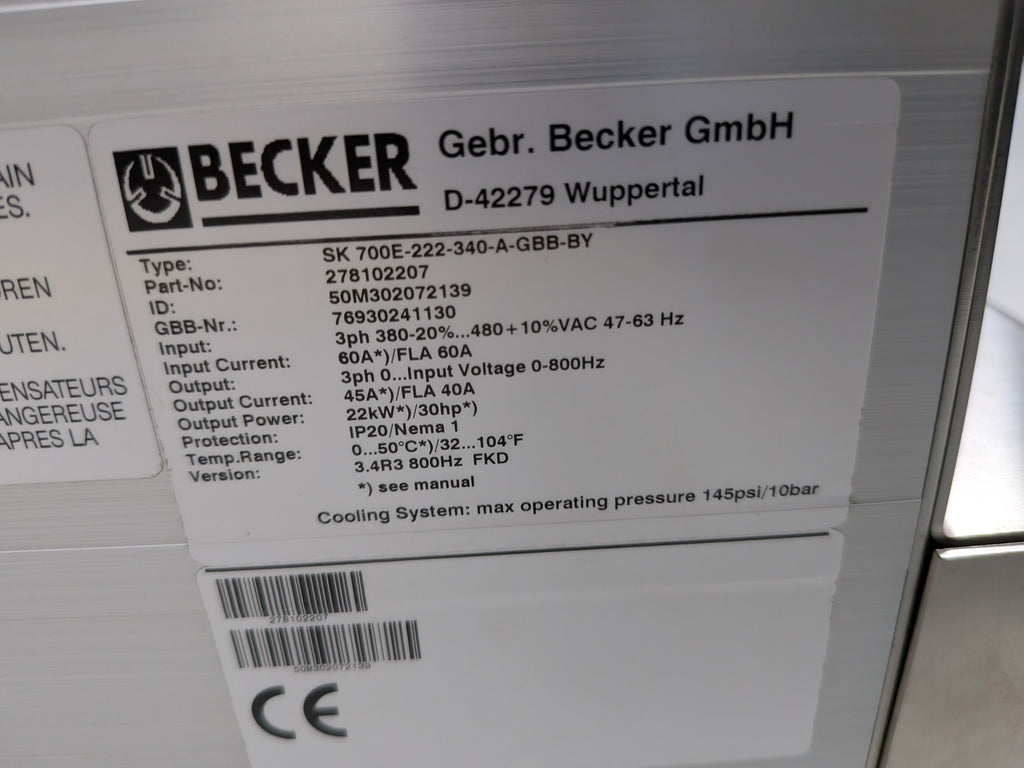 AIN
ES.
UREN
UTEN.
ENSATEURS
ANGEREUSE
APRES LA
BECKER
Gebr. Becker GmbH
D-42279 Wuppertal
Type: SK 700E-222-340-A-GBB-BY
Part-No: 278102207
ID: 50M302072139
GBB-Nr.: 76930241130
Input: 3ph 380-20%...480+10%VAC 47-63 Hz
Input Current: 60A*)/FLA 60A
Output: 3ph 0...Input Voltage 0-800Hz
Output Current: 45A*)/FLA 40A
Output Power: 22kW*)/30hp*)
Protection: IP20/Nema 1
Temp.Range: 0...50°C*)/32...104°F
Version: 3.4R3 800Hz FKD
*) see manual
Cooling System: max operating pressure 145psi/10bar
278102207
50M302072139
CE